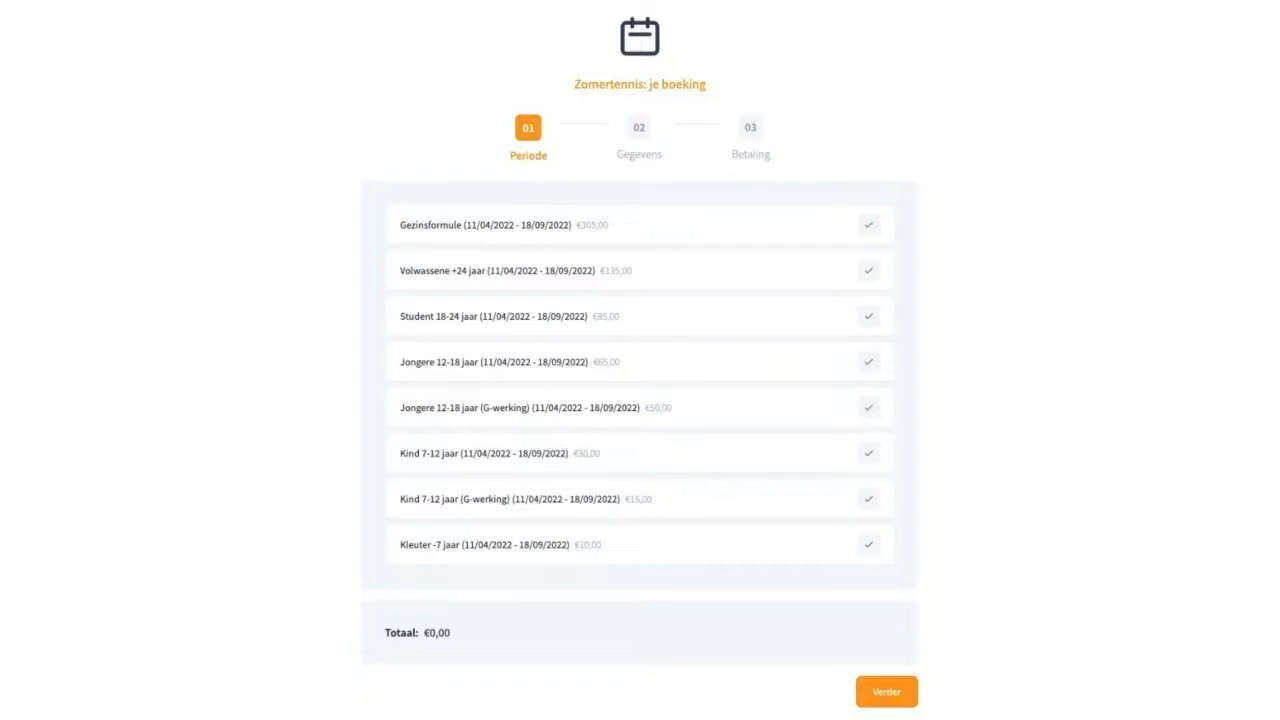 Zomertennis: je boeking
01 02 03
Periode Gegevens Betaling
Gezinsformule (11/04/2022 - 18/09/2022) €305,00
Volwassene +24 jaar (11/04/2022 - 18/09/2022) €135,00
Student 18-24 jaar (11/04/2022 - 18/09/2022) €85,00
Jongere 12-18 jaar (11/04/2022 - 18/09/2022) €65,00
Jongere 12-18 jaar (G-werking) (11/04/2022 - 18/09/2022) €50,00
Kind 7-12 jaar (11/04/2022 - 18/09/2022) €30,00
Kind 7-12 jaar (G-werking) (11/04/2022 - 18/09/2022) €15,00
Kleuter -7 jaar (11/04/2022 - 18/09/2022) €10,00
Totaal: €0,00
Verder